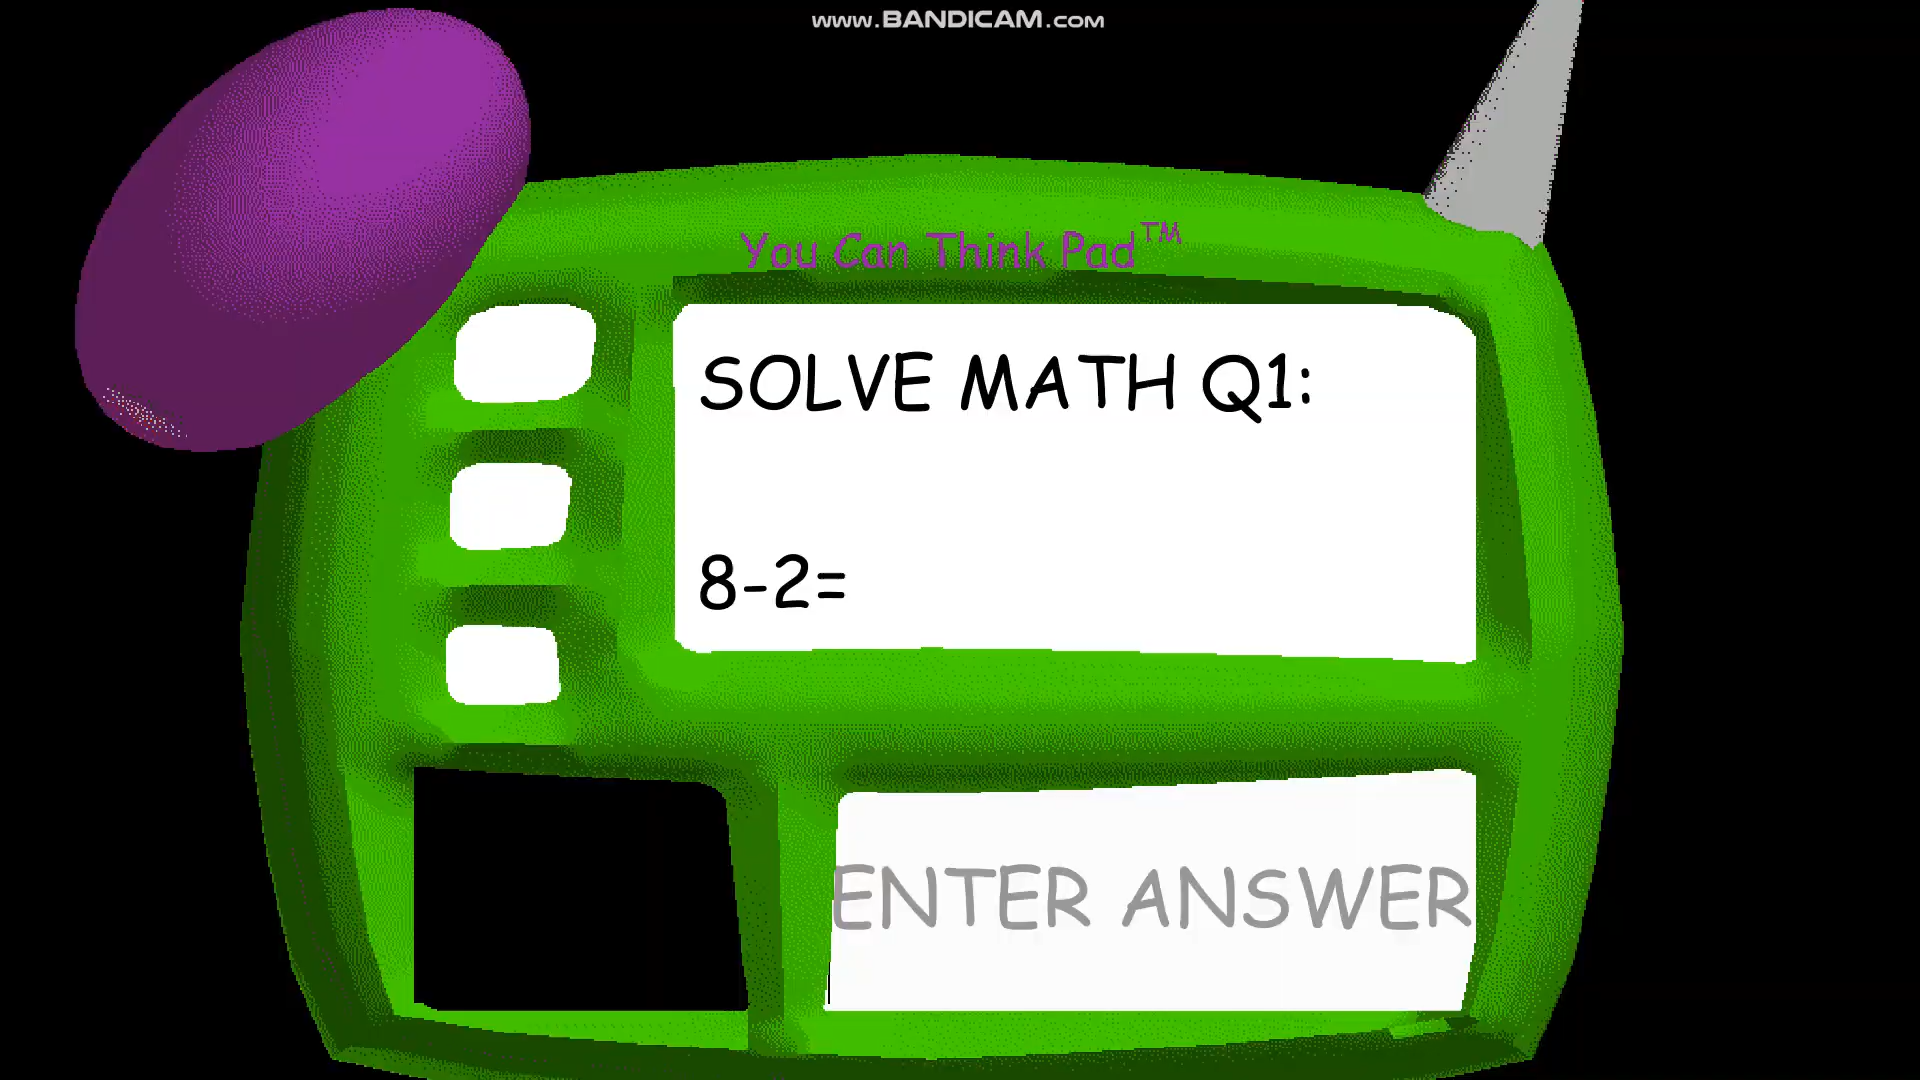 www.BANDICAM.com
You Can Think Pad™
SOLVE MATH Q1:
8-2=
ENTER ANSWER